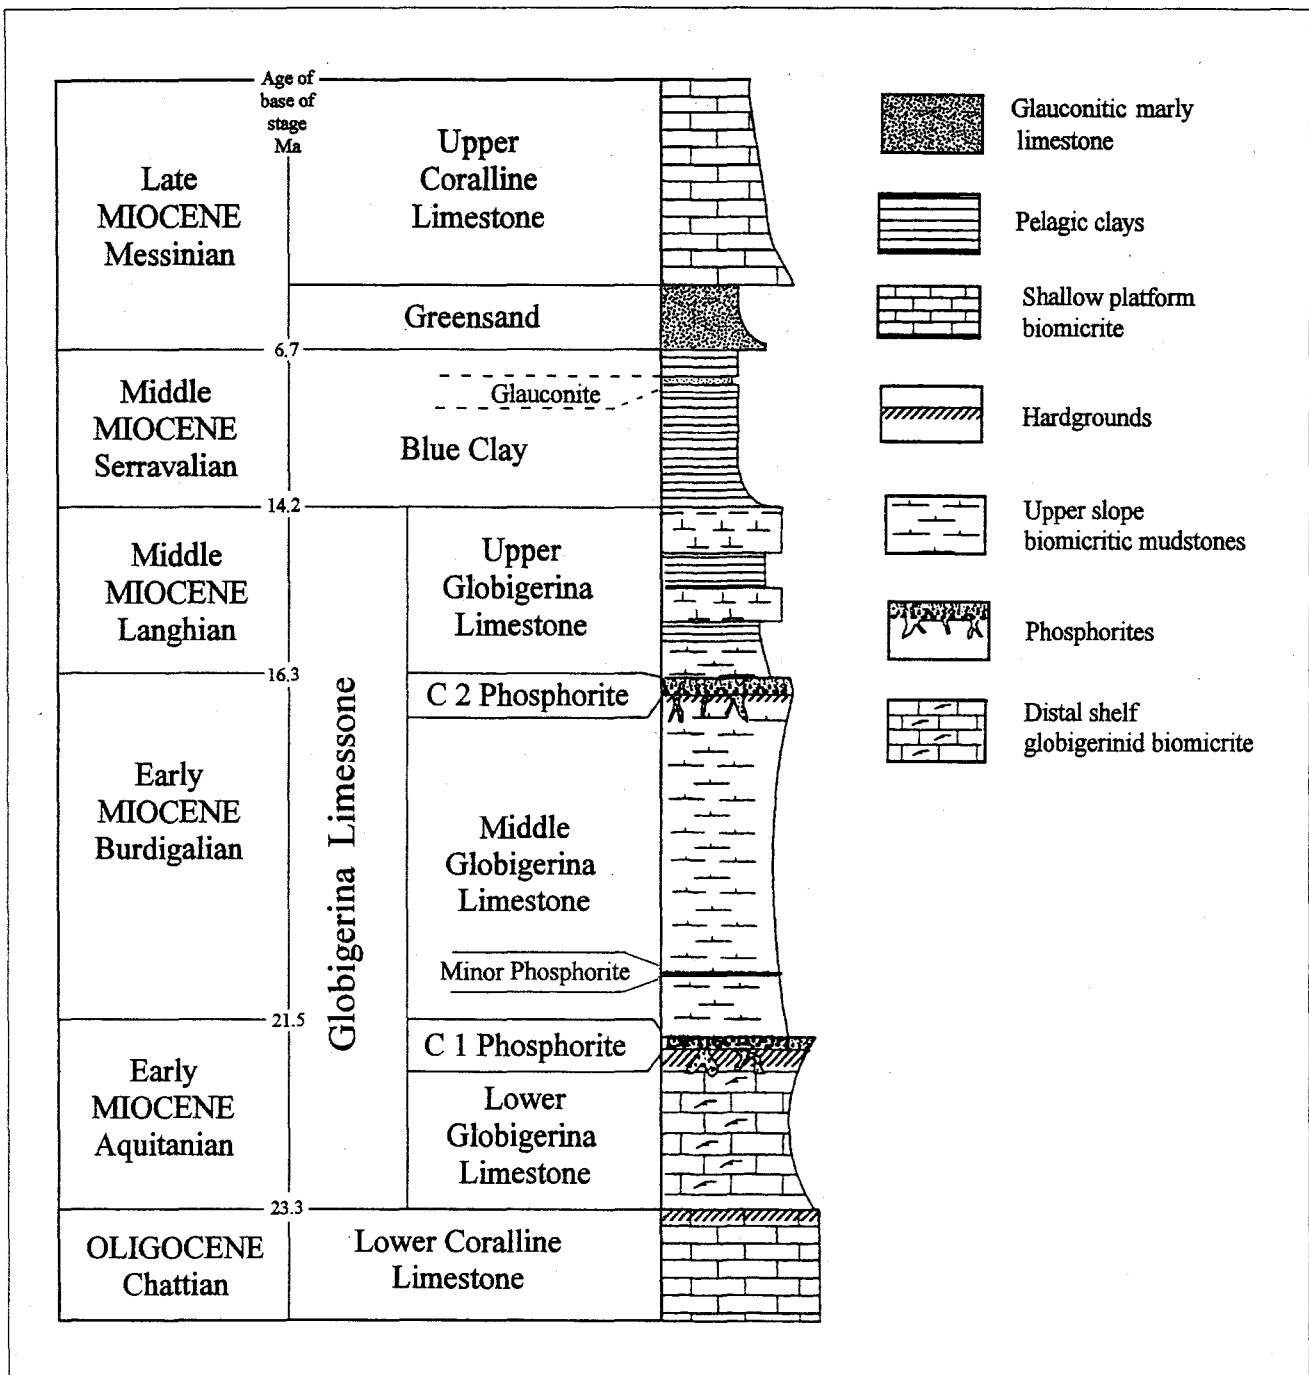 Age of
base of
stage
Ma
Late
MIOCENE
Messinian
Upper
Coralline
Limestone
Greensand
6.7
Middle
MIOCENE
Serravalian
Glauconite
Blue Clay
14.2
Middle
MIOCENE
Langhian
Upper
Globigerina
Limestone
16.3
C 2 Phosphorite
Early
MIOCENE
Burdigalian
Globigerina Limessone
Middle
Globigerina
Limestone
Minor Phosphorite
21.5
C 1 Phosphorite
Early
MIOCENE
Aquitanian
Lower
Globigerina
Limestone
23.3
OLIGOCENE
Chattian
Lower Coralline
Limestone
Glauconitic marly
limestone
Pelagic clays
Shallow platform
biomicrite
Hardgrounds
Upper slope
biomicritic mudstones
Phosphorites
Distal shelf
globigerinid biomicrite